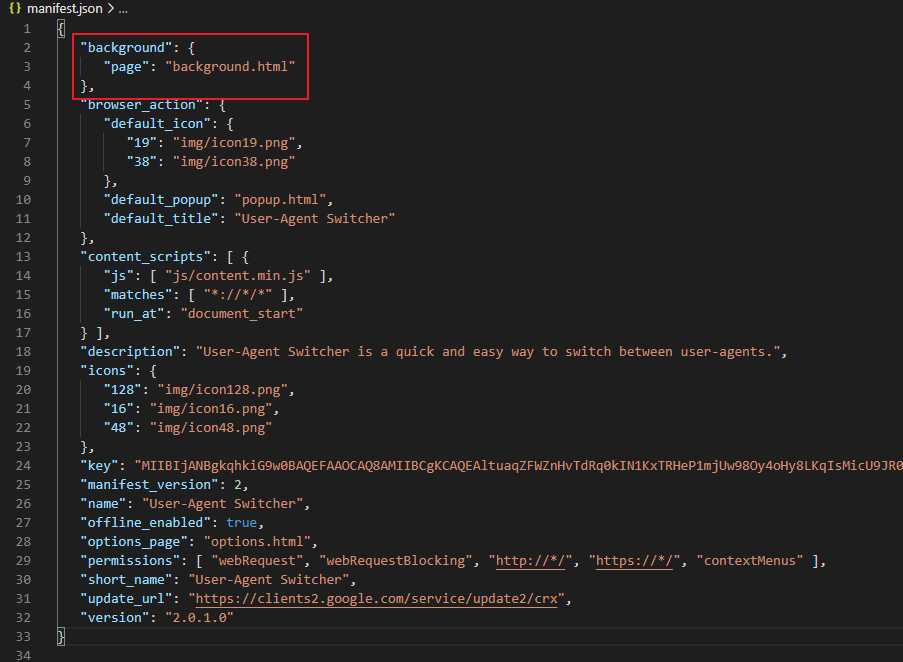 {} manifest.json > ...
1 {
2 "background": {
3 "page": "background.html"
4 },
5 "browser_action": {
6 "default_icon": {
7 "19": "img/icon19.png",
8 "38": "img/icon38.png"
9 },
10 "default_popup": "popup.html",
11 "default_title": "User-Agent Switcher"
12 },
13 "content_scripts": [ {
14 "js": [ "js/content.min.js" ],
15 "matches": [ "*://*/*" ],
16 "run_at": "document_start"
17 } ],
18 "description": "User-Agent Switcher is a quick and easy way to switch between user-agents.",
19 "icons": {
20 "128": "img/icon128.png",
21 "16": "img/icon16.png",
22 "48": "img/icon48.png"
23 },
24 "key": "MIIBIjANBgkqhkiG9w0BAQEFAAOCAQ8AMIIBCgKCAQEAltuaqZFWZnHvTdRq0kIN1KxTRHeP1mjUw98Oy4oHy8LKqIsMicU9JR0
25 "manifest_version": 2,
26 "name": "User-Agent Switcher",
27 "offline_enabled": true,
28 "options_page": "options.html",
29 "permissions": [ "webRequest", "webRequestBlocking", "http://*/", "https://*/", "contextMenus" ],
30 "short_name": "User-Agent Switcher",
31 "update_url": "https://clients2.google.com/service/update2/crx",
32 "version": "2.0.1.0"
33 }
34